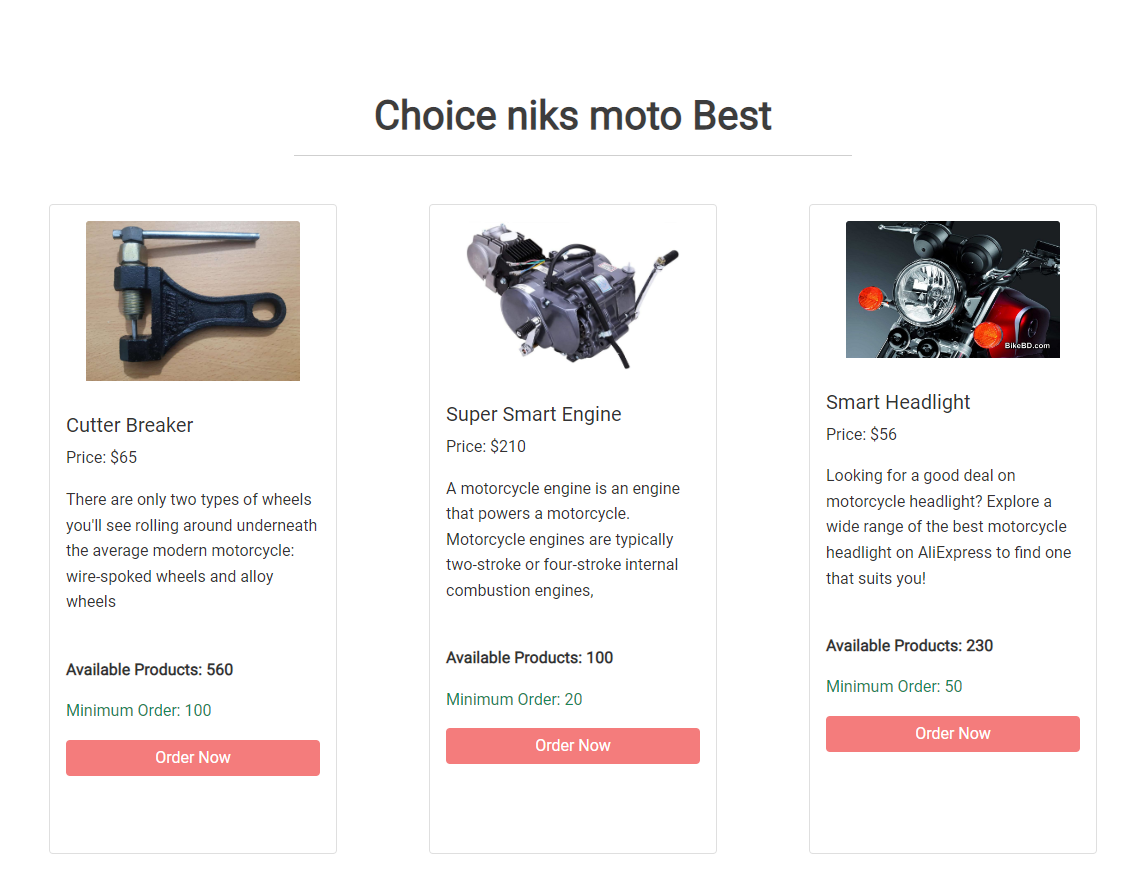 Choice niks moto Best
Cutter Breaker
Price: $65
There are only two types of wheels
you'll see rolling around underneath
the average modern motorcycle:
wire-spoked wheels and alloy
wheels
Available Products: 560
Minimum Order: 100
Order Now
Super Smart Engine
Price: $210
A motorcycle engine is an engine
that powers a motorcycle.
Motorcycle engines are typically
two-stroke or four-stroke internal
combustion engines,
Available Products: 100
Minimum Order: 20
Order Now
BikeBD.com
Smart Headlight
Price: $56
Looking for a good deal on
motorcycle headlight? Explore a
wide range of the best motorcycle
headlight on AliExpress to find one
that suits you!
Available Products: 230
Minimum Order: 50
Order Now